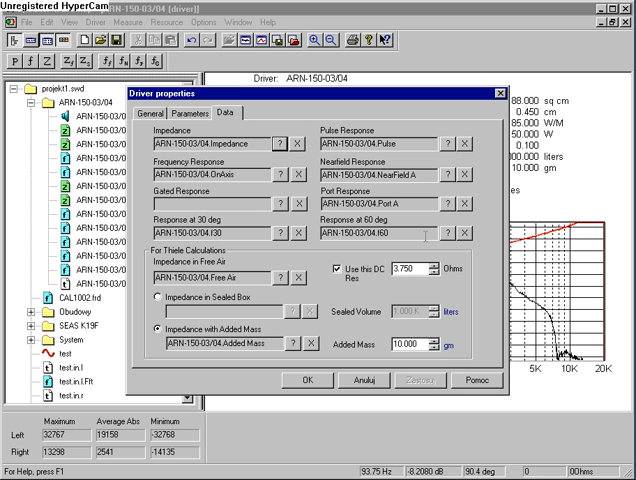 Unregistered HyperCam
ARN-150-03/04 [driver]]
File Edit View Driver Measure Resource Options Window Help
projekt1.swd
ARN-150-03/04
ARN-150-03/0
ARN-150-03/0
ARN-150-03/0
ARN-150-03/0
ARN-150-03/0
ARN-150-03/0
ARN-150-03/0
ARN-150-03/0
ARN-150-03/0
ARN-150-03/0
ARN-150-03/0
ARN-150-03/0
ARN-150-03/0
CAL1002.frd
Obudowy
SEAS K19F
System
test
test.in.l
test.in.l.Fft
test.in.r
Driver: ARN-150-03/04
88.000 sq cm
0.450 cm
85.000 W/M
50.000 W
0.100
000.000 liters
10.000 gm
es
5K 10K 20K
Driver properties
General Parameters Data
Impedance
ARN-150-03/04.Impedance ? X
Pulse Response
ARN-150-03/04.Pulse ? X
Frequency Response
ARN-150-03/04.OnAxis ? X
Nearfield Response
ARN-150-03/04.NearField A ? X
Gated Response
? X
Port Response
ARN-150-03/04.Port A ? X
Response at 30 deg
ARN-150-03/04.f30 ? X
Response at 60 deg
ARN-150-03/04.f60 ? X
For Thiele Calculations
Impedance in Free Air
ARN-150-03/04.Free Air ? X
Use this DC Res 3.750 Ohms
Impedance in Sealed Box
? X
Sealed Volume 1.000 K liters
Impedance with Added Mass
ARN-150-03/04.Added Mass ? X
Added Mass 10.000 gm
OK Anuluj Zastosuj Pomoc
Maximum Average Abs Minimum
Left 32767 19158 -32768
Right 13298 2541 -14135
For Help, press F1 93.75 Hz -8.2080 dB 90.4 deg 0 0Ohms